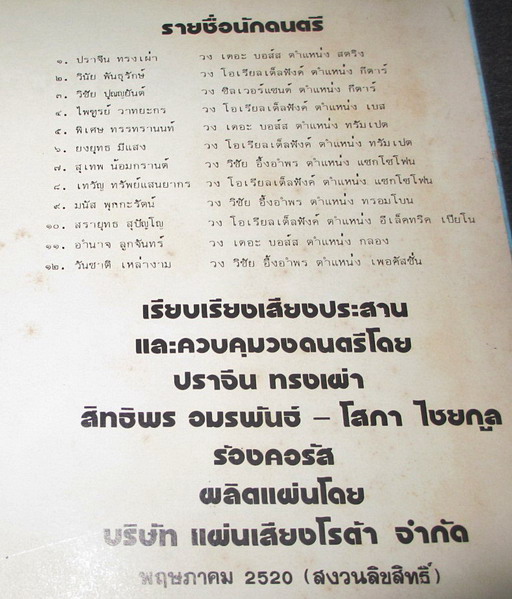 รายชื่อนักดนตรี
๑. ปราจีน ทรงเผ่า วง เดอะ บอส์ส ตำแหน่ง สตริง
๒. วินัย พันธุรักษ์ วง โอเรียลเต็ลฟังค์ ตำแหน่ง กีตาร์
๓. วิชัย ปุญญยันต์ วง ซิลเวอร์แซนด์ ตำแหน่ง กีตาร์
๔. ไพฑูรย์ วาทยะกร วง โอเรียลเต็ลฟังค์ ตำแหน่ง เบส
๕. พิเศษ ทรรทรานนท์ วง เดอะ บอส์ส ตำแหน่ง ทรัมเปต
๖. ยงยุทธ มีแสง วง โอเรียลเต็ลฟังค์ ตำแหน่ง ทรัมเปต
๗. สุเทพ น้อมกรานต์ วง วิชัย อึ้งอำพร ตำแหน่ง แซกโซโฟน
๘. เทวัญ ทรัพย์แสนยากร วง โอเรียลเต็ลฟังค์ ตำแหน่ง แซกโซโฟน
๙. มนัส พุกกะรัตน์ วง วิชัย อึ้งอำพร ตำแหน่ง ทรอมโบน
๑๐. สรายุทธ สุปัญโญ วง โอเรียลเต็ลฟังค์ ตำแหน่ง อีเล็คทริค เปียโน
๑๑. อำนาจ ลูกจันทร์ วง เดอะ บอส์ส ตำแหน่ง กลอง
๑๒. วันชาติ เหล่างาม วง วิชัย อึ้งอำพร ตำแหน่ง เพอคัสชั่น
เรียบเรียงเสียงประสาน
และควบคุมวงดนตรีโดย
ปราจีน ทรงเผ่า
สิทธิพร อมรพันธ์ – โสภา ไชยกูล
ร้องคอรัส
ผลิตแผ่นโดย
บริษัท แผ่นเสียงโรต้า จำกัด
พฤษภาคม 2520 (สงวนลิขสิทธิ์)